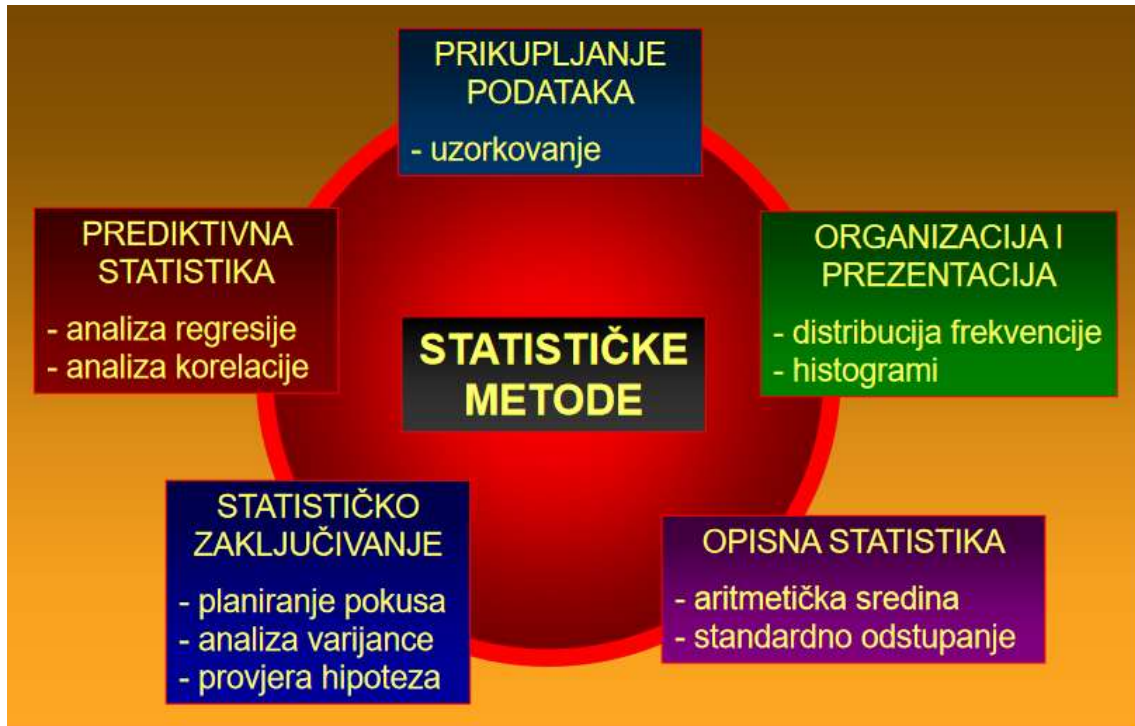 PRIKUPLJANJE
PODATAKA
- uzorkovanje
PREDIKTIVNA
STATISTIKA
- analiza regresije
- analiza korelacije
ORGANIZACIJA I
PREZENTACIJA
- distribucija frekvencije
- histogrami
STATISTIČKE
METODE
STATISTIČKO
ZAKLJUČIVANJE
- planiranje pokusa
- analiza varijance
- provjera hipoteza
OPISNA STATISTIKA
- aritmetička sredina
- standardno odstupanje